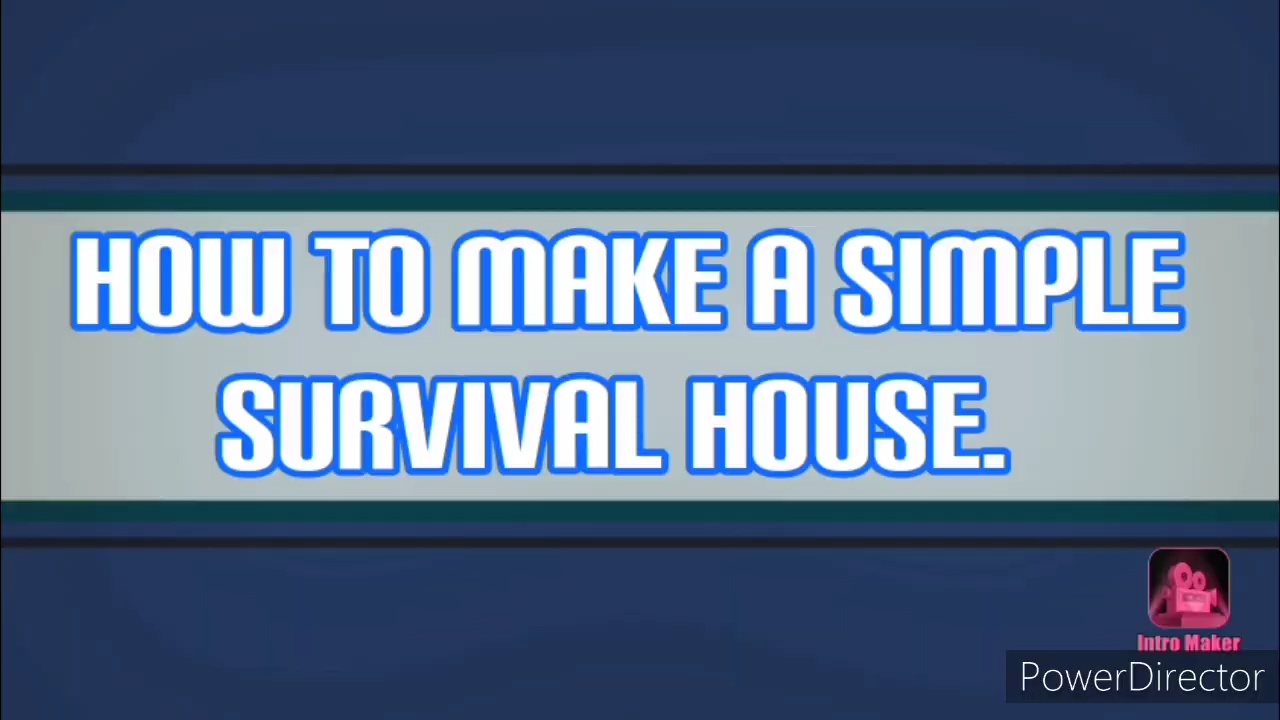 HOW TO MAKE A SIMPLE
SURVIVAL HOUSE.
Intro Maker
PowerDirector